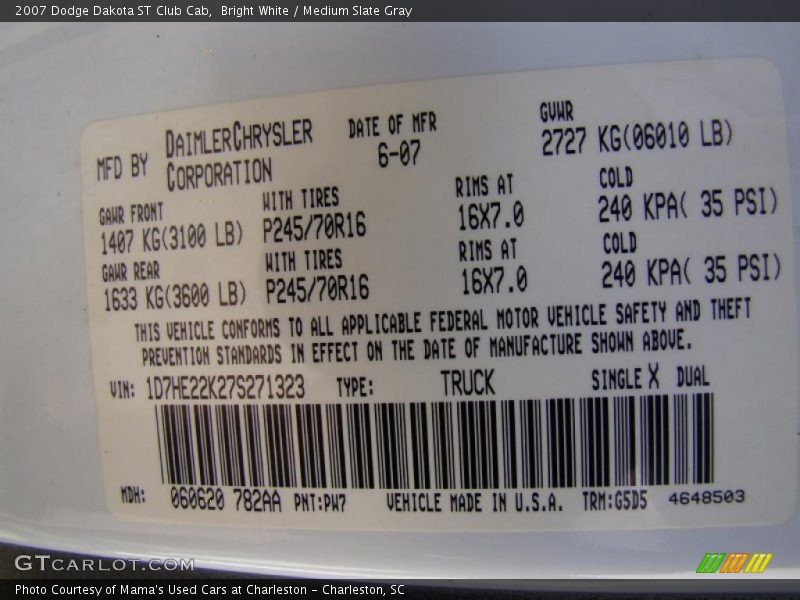 2007 Dodge Dakota ST Club Cab, Bright White / Medium Slate Gray
MFD BY DAIMLERCHRYSLER CORPORATION DATE OF MFR 6-07 GVWR 2727 KG(06010 LB)
GAWR FRONT WITH TIRES RIMS AT COLD
1407 KG(3100 LB) P245/70R16 16X7.0 240 KPA( 35 PSI)
GAWR REAR WITH TIRES RIMS AT COLD
1633 KG(3600 LB) P245/70R16 16X7.0 240 KPA( 35 PSI)
THIS VEHICLE CONFORMS TO ALL APPLICABLE FEDERAL MOTOR VEHICLE SAFETY AND THEFT
PREVENTION STANDARDS IN EFFECT ON THE DATE OF MANUFACTURE SHOWN ABOVE.
VIN: 1D7HE22K27S271323 TYPE: TRUCK SINGLE X DUAL
MDH: 060620 782AA PNT:PW7 VEHICLE MADE IN U.S.A. TRM:G5D5 4648503
GTCARLOT.COM
Photo Courtesy of Mama's Used Cars at Charleston - Charleston, SC